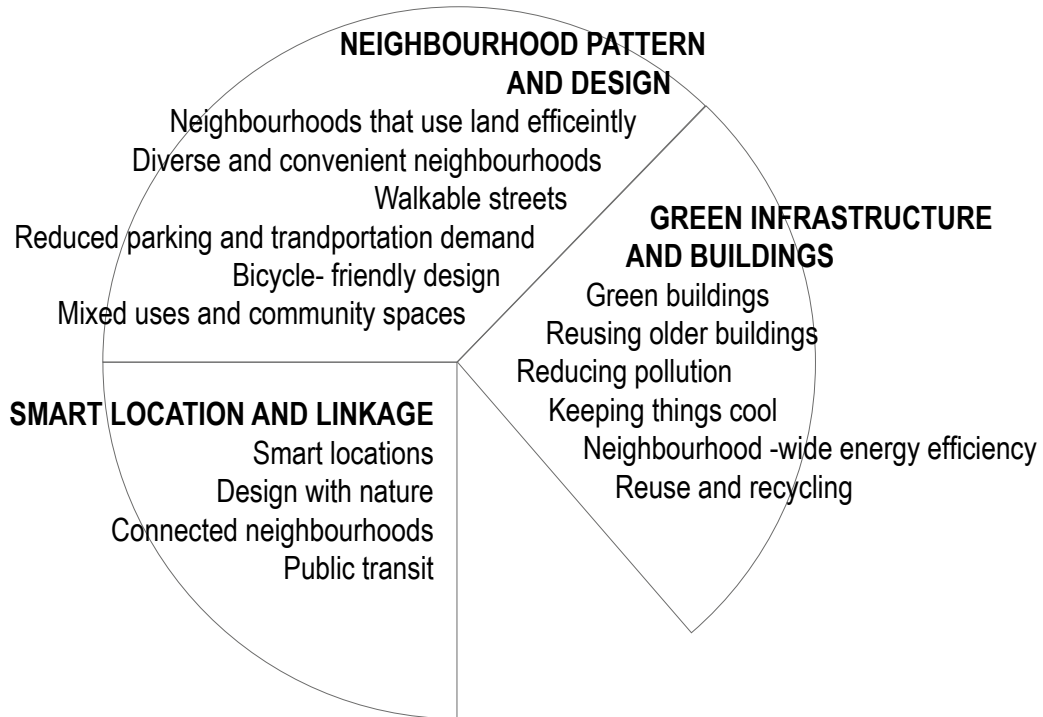 NEIGHBOURHOOD PATTERN
AND DESIGN
Neighbourhoods that use land efficeintly
Diverse and convenient neighbourhoods
Walkable streets
Reduced parking and trandportation demand
Bicycle- friendly design
Mixed uses and community spaces
GREEN INFRASTRUCTURE
AND BUILDINGS
Green buildings
Reusing older buildings
Reducing pollution
Keeping things cool
Neighbourhood -wide energy efficiency
Reuse and recycling
SMART LOCATION AND LINKAGE
Smart locations
Design with nature
Connected neighbourhoods
Public transit